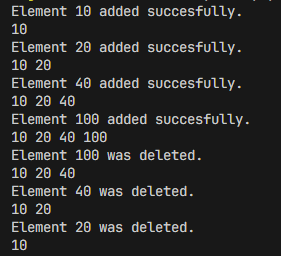 Element 10 added succesfully.
10
Element 20 added succesfully.
10 20
Element 40 added succesfully.
10 20 40
Element 100 added succesfully.
10 20 40 100
Element 100 was deleted.
10 20 40
Element 40 was deleted.
10 20
Element 20 was deleted.
10